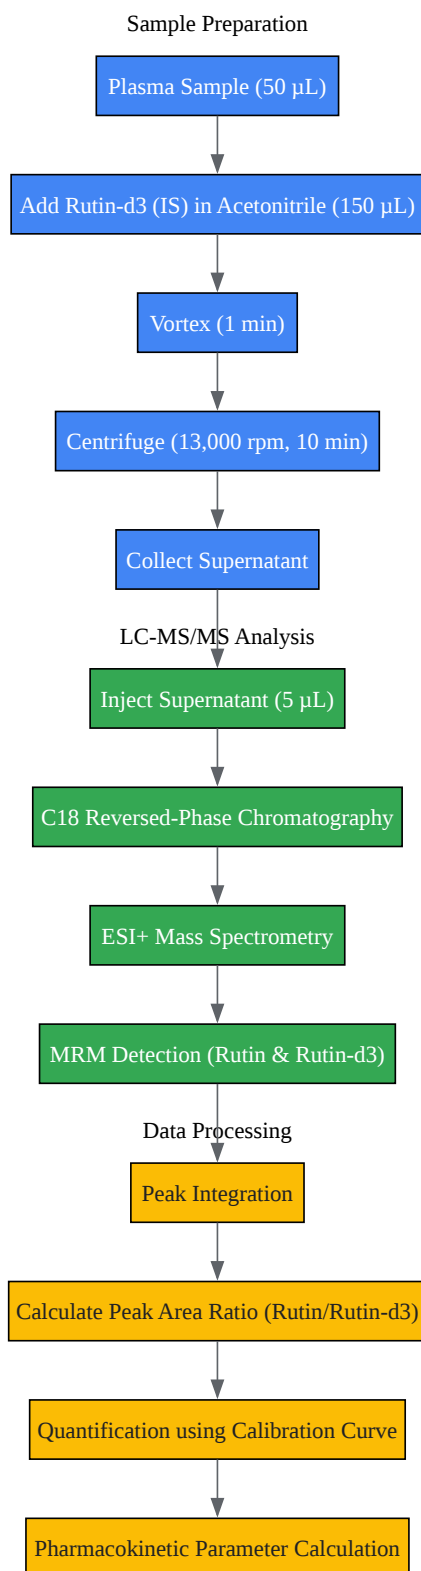 Sample Preparation
Plasma Sample (50 µL)
Add Rutin-d3 (IS) in Acetonitrile (150 µL)
Vortex (1 min)
Centrifuge (13,000 rpm, 10 min)
Collect Supernatant
LC-MS/MS Analysis
Inject Supernatant (5 µL)
C18 Reversed-Phase Chromatography
ESI+ Mass Spectrometry
MRM Detection (Rutin & Rutin-d3)
Data Processing
Peak Integration
Calculate Peak Area Ratio (Rutin/Rutin-d3)
Quantification using Calibration Curve
Pharmacokinetic Parameter Calculation